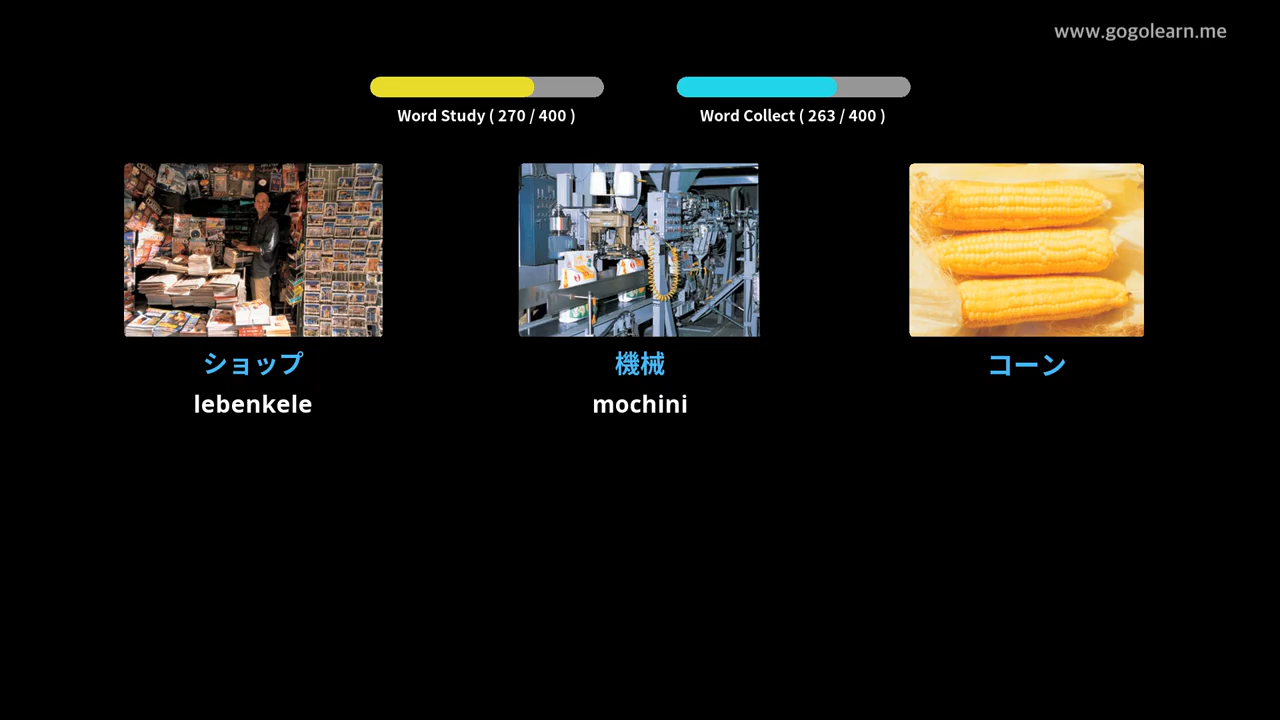 www.gogolearn.me
Word Study ( 270 / 400 )
Word Collect ( 263 / 400 )
ショップ
機械
コーン
lebenkele
mochini